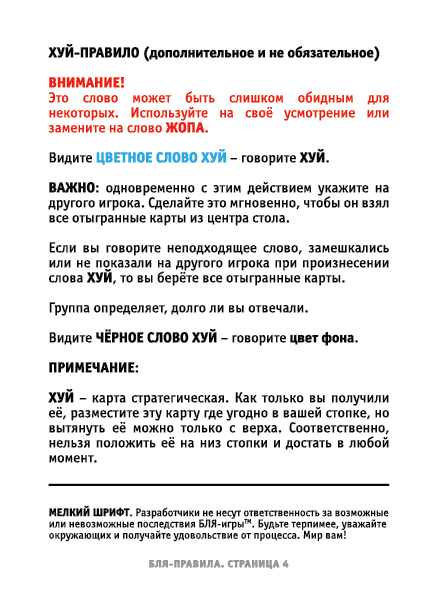 ХУЙ-ПРАВИЛО (дополнительное и не обязательное)
ВНИМАНИЕ!
Это слово может быть слишком обидным для
некоторых. Используйте на своё усмотрение или
замените на слово ЖОПА.
Видите ЦВЕТНОЕ СЛОВО ХУЙ – говорите ХУЙ.
ВАЖНО: одновременно с этим действием укажите на
другого игрока. Сделайте это мгновенно, чтобы он взял
все отыгранные карты из центра стола.
Если вы говорите неподходящее слово, замешкались
или не показали на другого игрока при произнесении
слова ХУЙ, то вы берёте все отыгранные карты.
Группа определяет, долго ли вы отвечали.
Видите ЧЁРНОЕ СЛОВО ХУЙ – говорите цвет фона.
ПРИМЕЧАНИЕ:
ХУЙ – карта стратегическая. Как только вы получили
её, разместите эту карту где угодно в вашей стопке, но
вытянуть её можно только с верха. Соответственно,
нельзя положить её на низ стопки и достать в любой
момент.
МЕЛКИЙ ШРИФТ. Разработчики не несут ответственность за возможные
или невозможные последствия БЛЯ-игры™. Будьте терпимее, уважайте
окружающих и получайте удовольствие от процесса. Мир вам!
БЛЯ-ПРАВИЛА. СТРАНИЦА 4